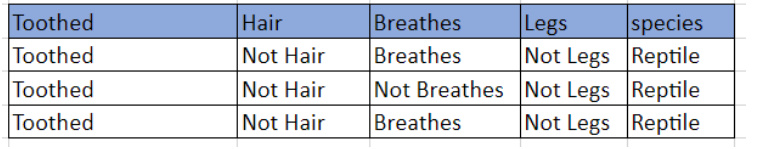 Toothed Hair Breathes Legs species
Toothed Not Hair Breathes Not Legs Reptile
Toothed Not Hair Not Breathes Not Legs Reptile
Toothed Not Hair Breathes Not Legs Reptile